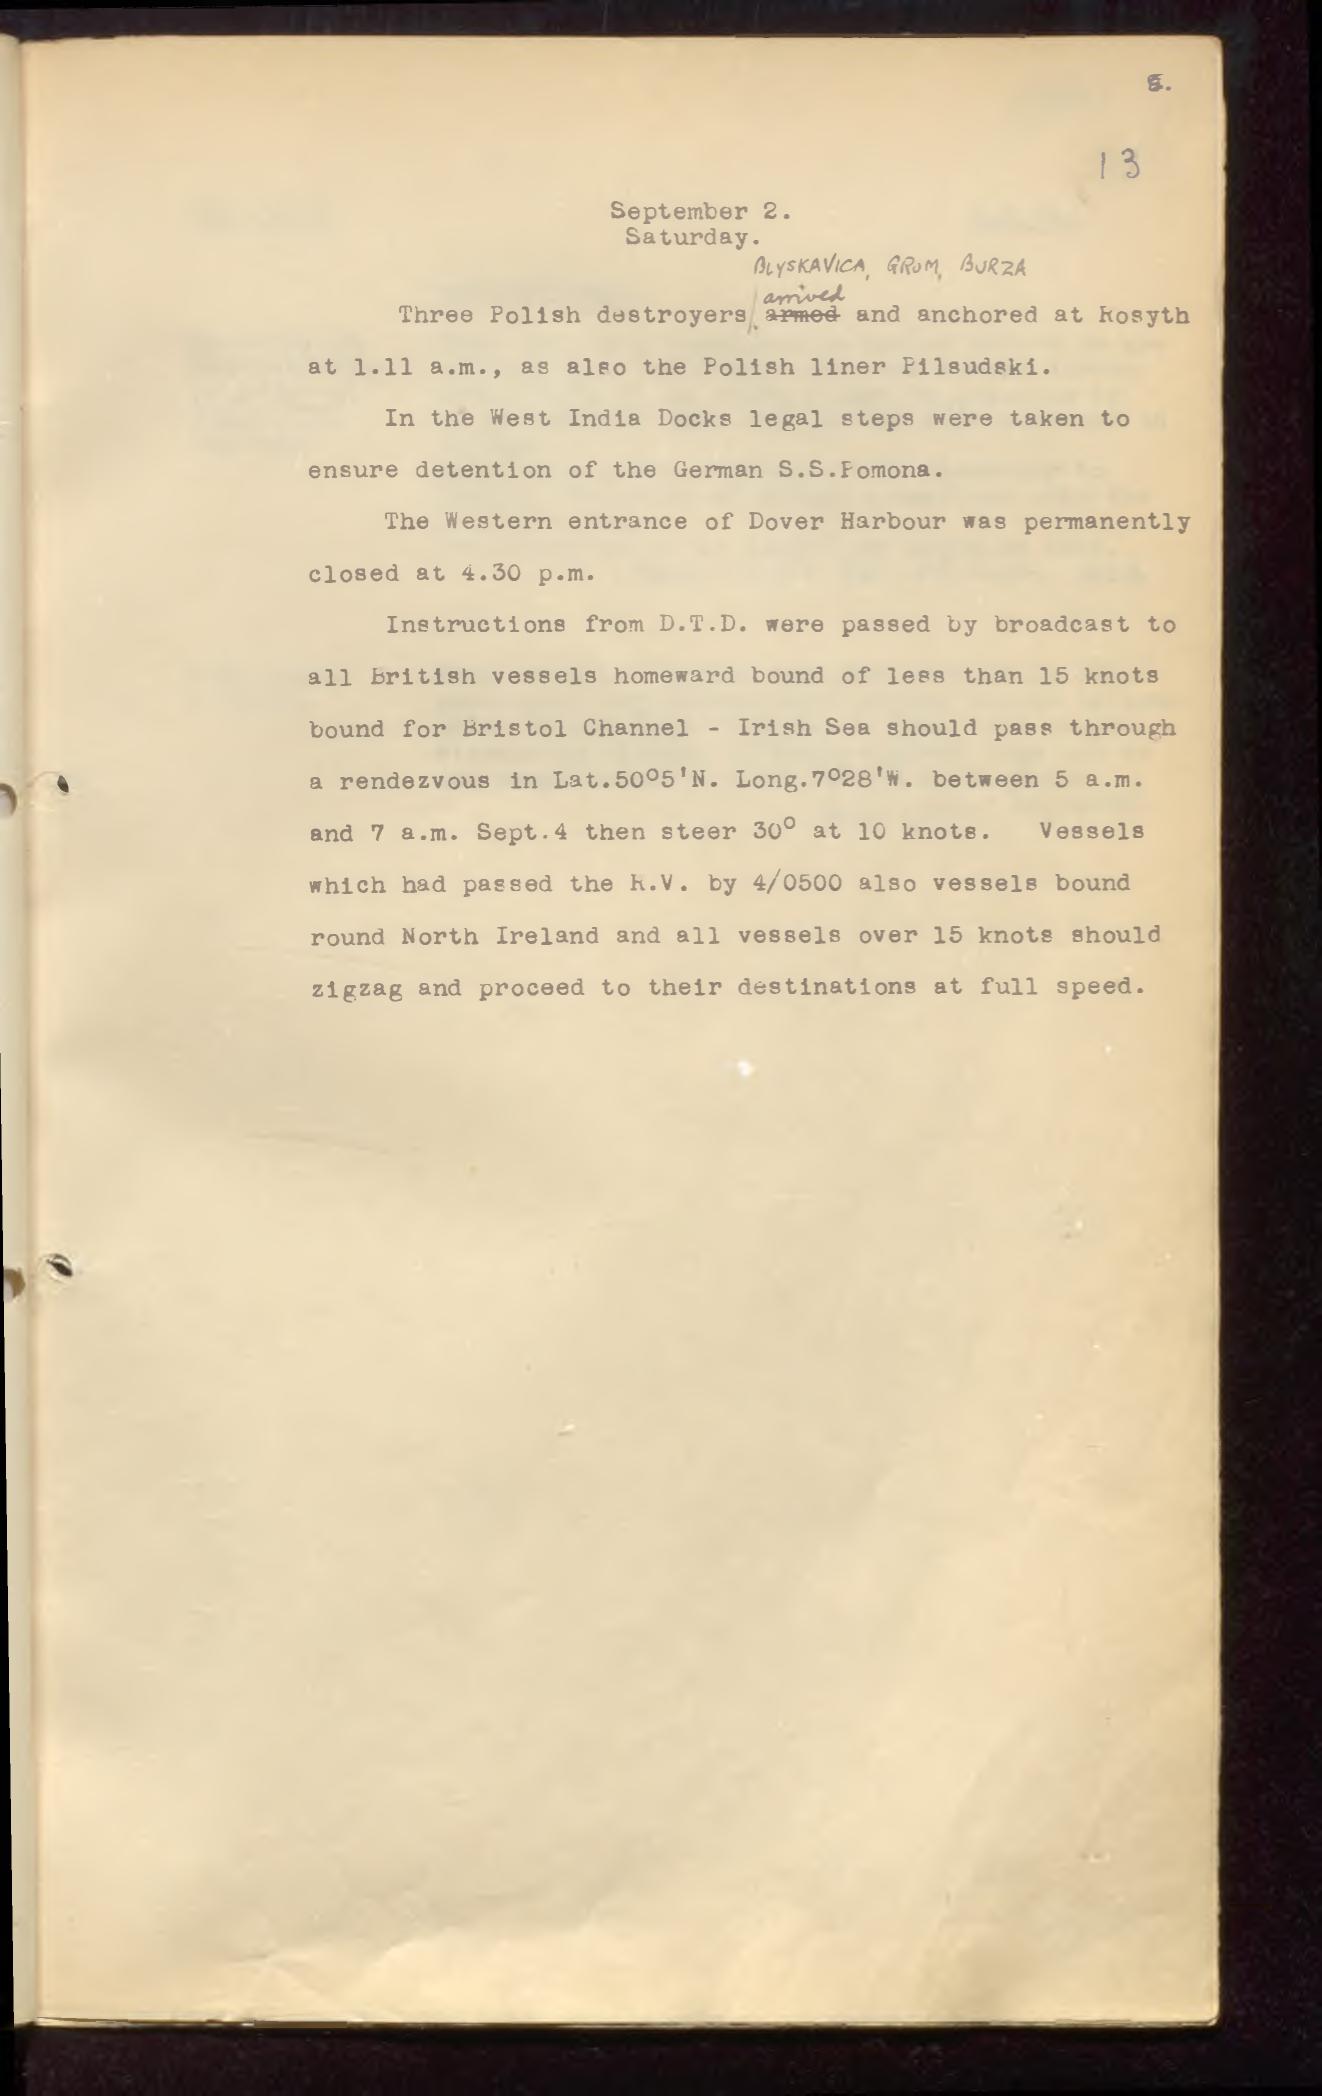 13
September 2.
Saturday.
BLYSKAVICA, GROM, BURZA
arrived
Three Polish destroyers armed and anchored at Rosyth
at 1.11 a.m., as also the Polish liner Pilsudski.
In the West India Docks legal steps were taken to
ensure detention of the German S.S.Pomona.
The Western entrance of Dover Harbour was permanently
closed at 4.30 p.m.
Instructions from D.T.D. were passed by broadcast to
all British vessels homeward bound of less than 15 knots
bound for Bristol Channel - Irish Sea should pass through
a rendezvous in Lat.50°5'N. Long.7°28'W. between 5 a.m.
and 7 a.m. Sept.4 then steer 30° at 10 knots. Vessels
which had passed the R.V. by 4/0500 also vessels bound
round North Ireland and all vessels over 15 knots should
zigzag and proceed to their destinations at full speed.